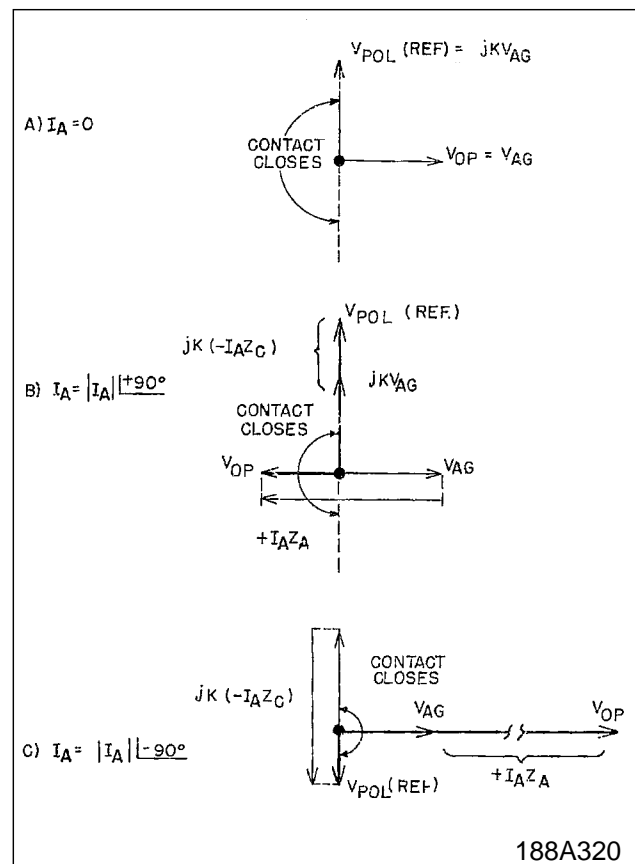 V_POL (REF) = jKV_AG
A) I_A=0
CONTACT CLOSES
V_OP = V_AG
V_POL (REF.)
jK(-I_AZ_C)
jKV_AG
B) I_A= |I_A| +90°
CONTACT CLOSES
V_OP
V_AG
+I_AZ_A
CONTACT CLOSES
jK(-I_AZ_C)
V_AG
V_OP
C) I_A= |I_A| -90°
V_POL(REF)
+I_AZ_A
188A320